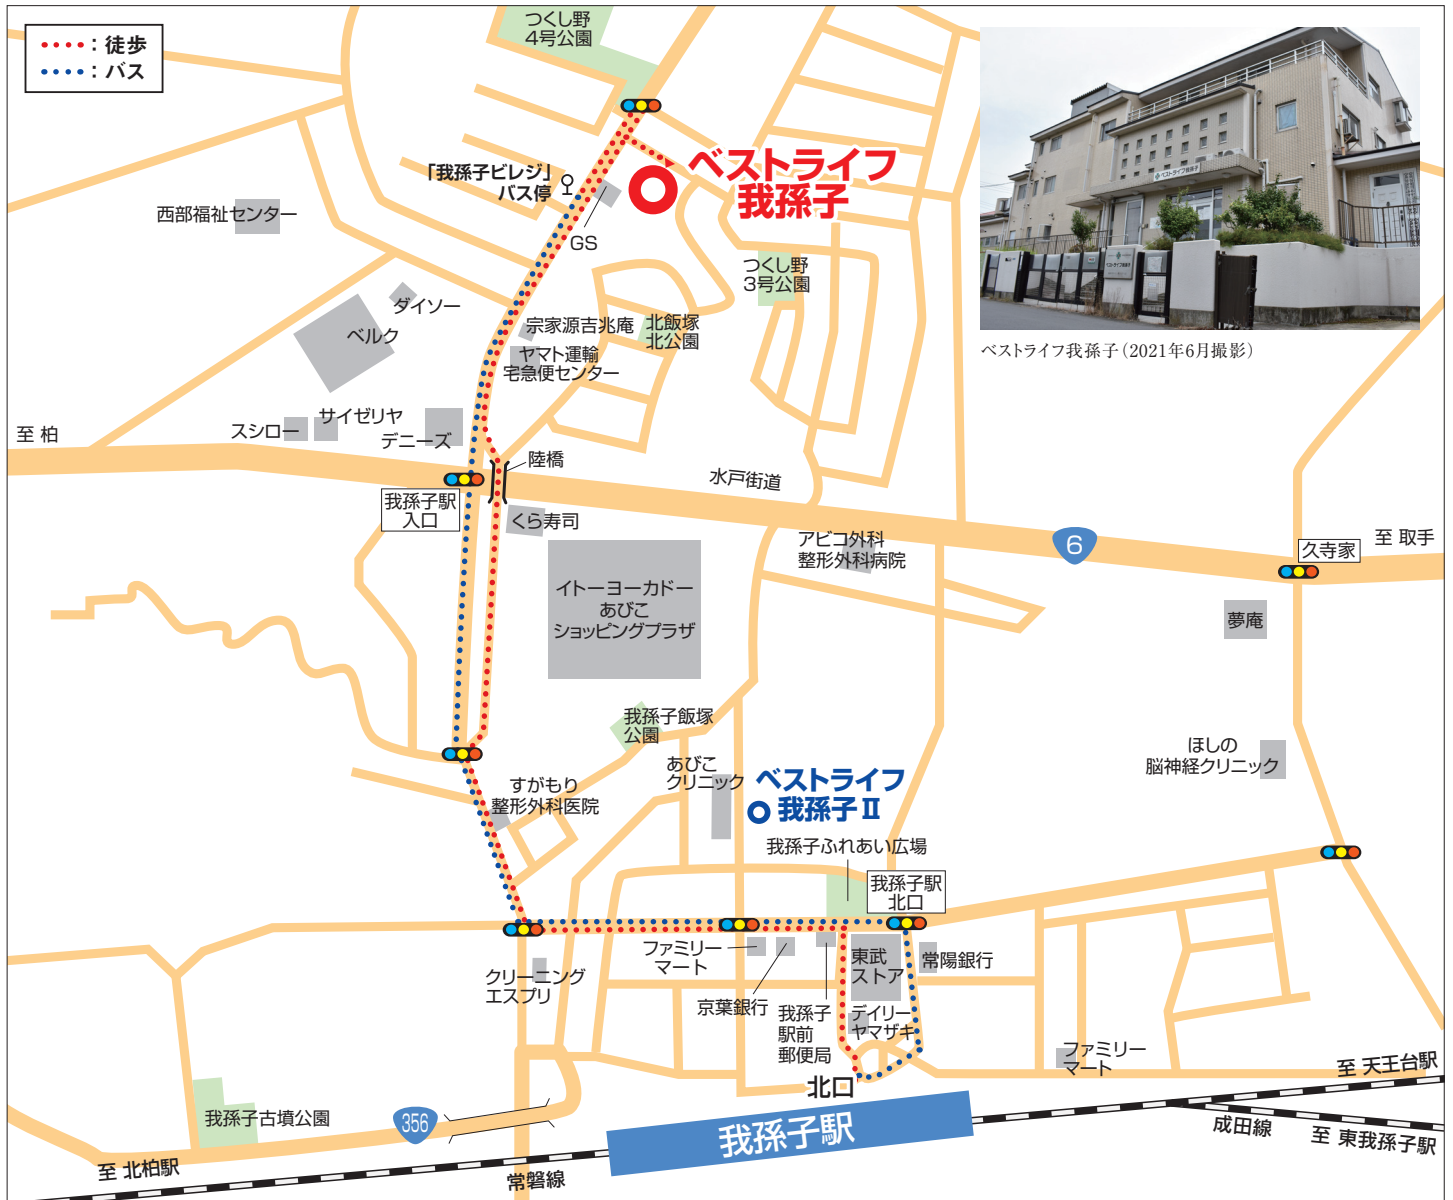 ：徒歩
：バス
つくし野
4号公園
「我孫子ビレジ」
バス停
ベストライフ
我孫子
ベストライフ我孫子
西部福祉センター
GS
つくし野
3号公園
ダイソー
ベルク
宗家源吉兆庵
北飯塚
北公園
ヤマト運輸
宅急便センター
ベストライフ我孫子（2021年6月撮影）
サイゼリヤ
スシロー
デニーズ
至 柏
陸橋
水戸街道
我孫子駅
入口
くら寿司
アビコ外科
整形外科病院
6
至 取手
久寺家
イトーヨーカドー
あびこ
ショッピングプラザ
夢庵
我孫子飯塚
公園
あびこ
クリニック
ほしの
脳神経クリニック
すがもり
整形外科医院
ベストライフ
我孫子Ⅱ
我孫子ふれあい広場
我孫子駅
北口
ファミリー
マート
東武
ストア
常陽銀行
クリーニング
エスプリ
京葉銀行
我孫子
駅前
郵便局
デイリー
ヤマザキ
ファミリー
マート
北口
至 天王台駅
我孫子古墳公園
356
我孫子駅
成田線
至 東我孫子駅
至 北柏駅
常磐線